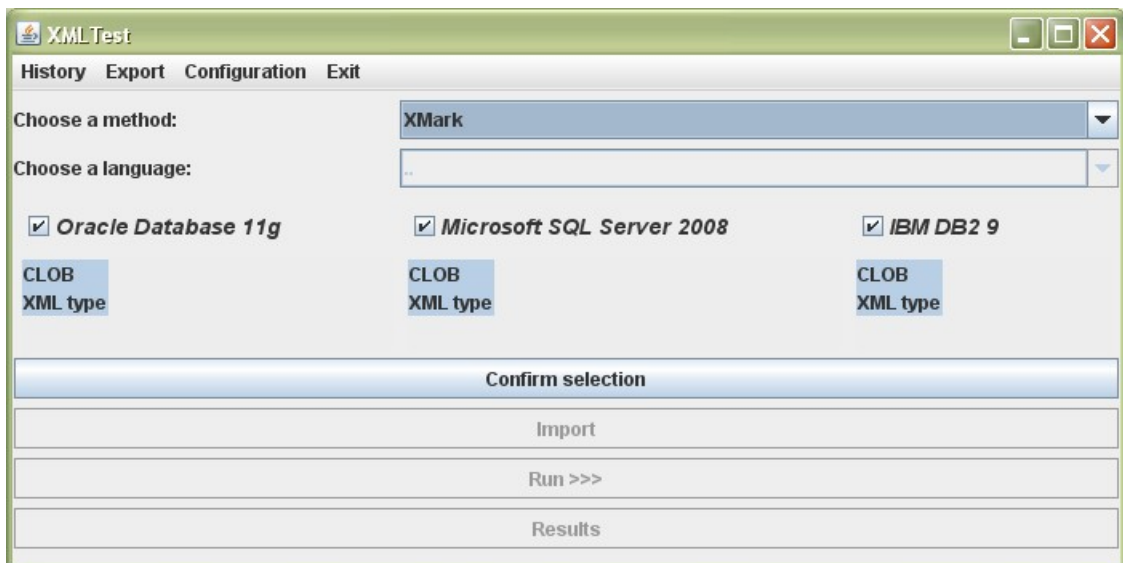 XMLTest
History Export Configuration Exit
Choose a method: XMark
Choose a language: ..
Oracle Database 11g Microsoft SQL Server 2008 IBM DB2 9
CLOB CLOB CLOB
XML type XML type XML type
Confirm selection
Import
Run >>>
Results